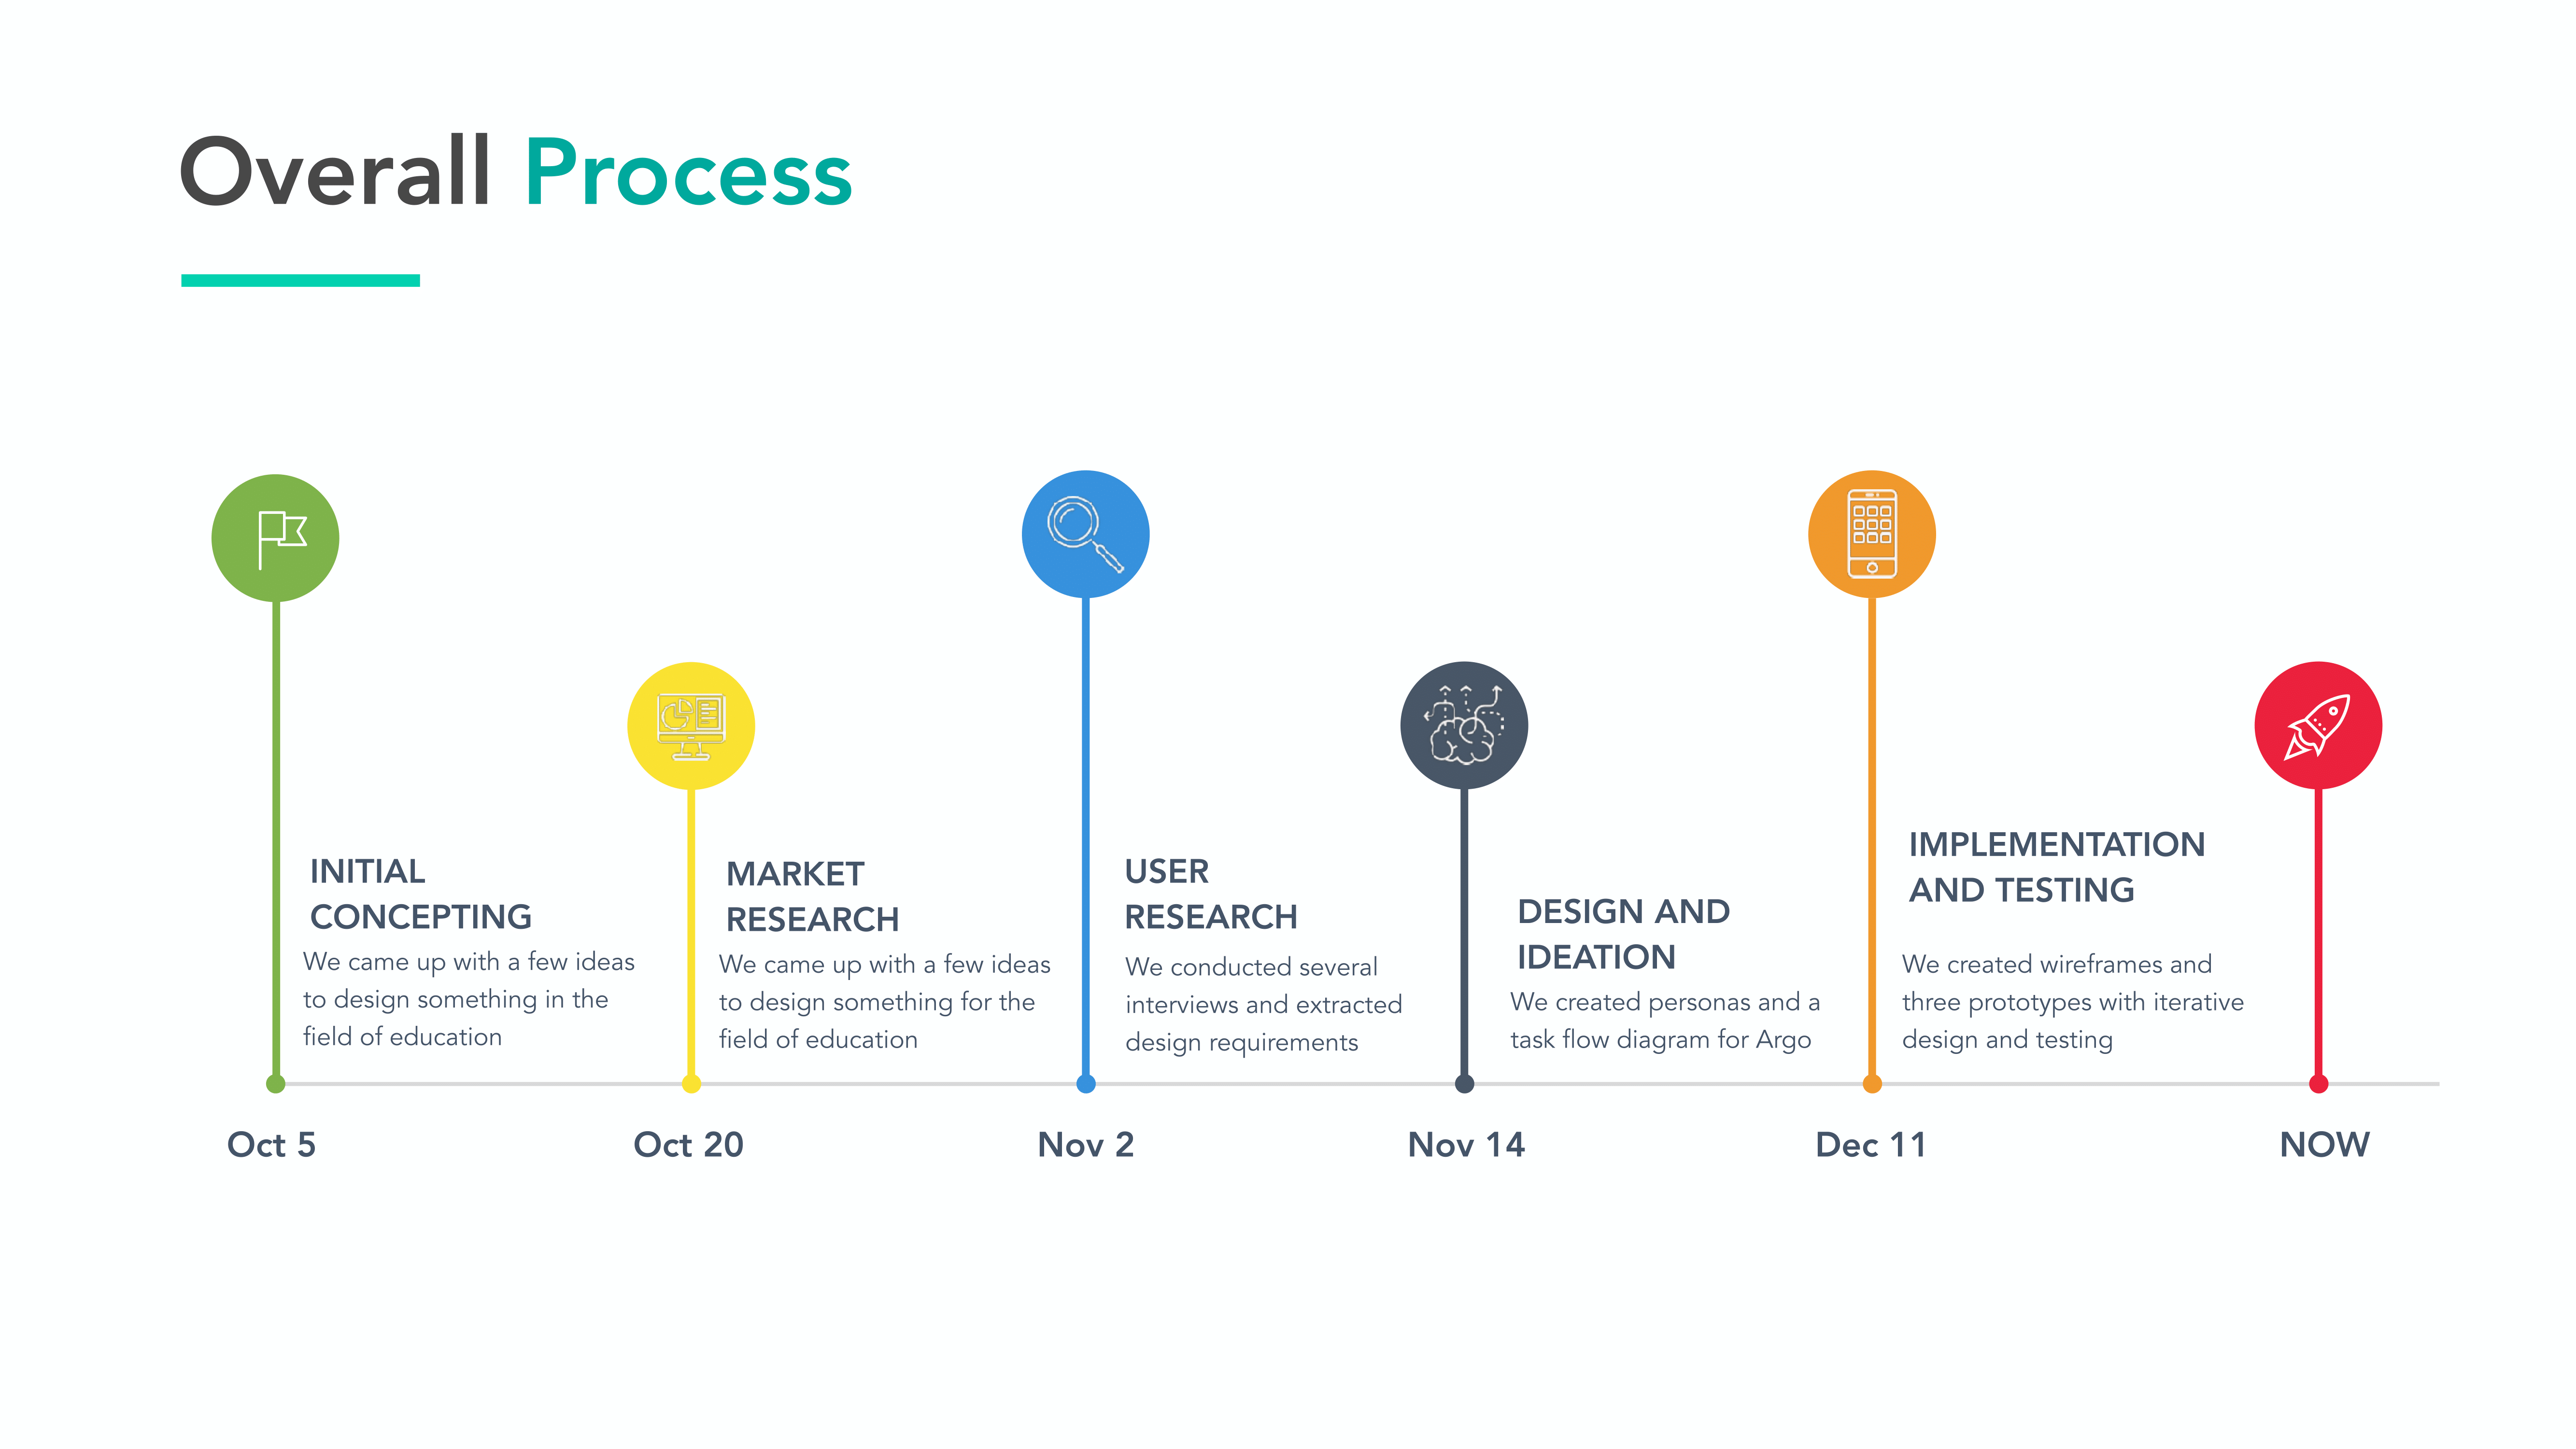 Overall Process
INITIAL
CONCEPTING
We came up with a few ideas
to design something in the
field of education
MARKET
RESEARCH
We came up with a few ideas
to design something for the
field of education
USER
RESEARCH
We conducted several
interviews and extracted
design requirements
DESIGN AND
IDEATION
We created personas and a
task flow diagram for Argo
IMPLEMENTATION
AND TESTING
We created wireframes and
three prototypes with iterative
design and testing
Oct 5
Oct 20
Nov 2
Nov 14
Dec 11
NOW